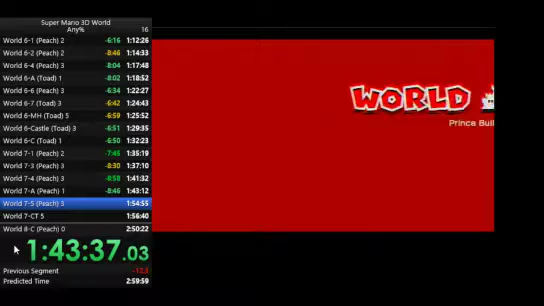 Super Mario 3D World
Any% 16
World 6-1 (Peach) 2 -6:16 1:12:26
World 6-2 (Peach) 2 -8:46 1:14:33
World 6-4 (Peach) 3 -8:04 1:17:48
World 6-A (Toad) 1 -8:02 1:18:52
World 6-6 (Peach) 3 -6:34 1:22:27
World 6-7 (Toad) 3 -6:42 1:24:43
World 6-MH (Toad) 5 -6:59 1:25:52
World 6-Castle (Toad) 3 -6:51 1:29:35
World 6-C (Toad) 1 -6:50 1:32:23
World 7-1 (Peach) 2 -7:45 1:35:19
World 7-3 (Peach) 3 -8:30 1:37:10
World 7-4 (Peach) 3 -8:58 1:41:32
World 7-A (Peach) 1 -8:46 1:43:12
World 7-5 (Peach) 3 1:54:55
World 7-CT 5 1:56:40
World 8-C (Peach) 0 2:50:22
1:43:37.03
Previous Segment -12.3
Predicted Time 2:59:59
WORLD
Prince Bul